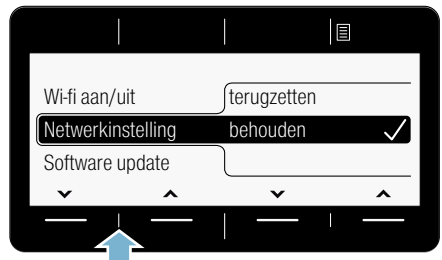 Wi-fi aan/uit
terugzetten
Netwerkinstelling
behouden
Software update